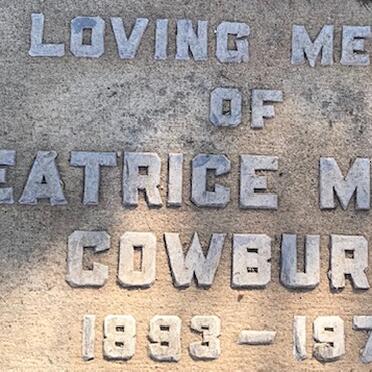 LOVING ME
OF
EATRICE M
COWBUR
1893 – 197